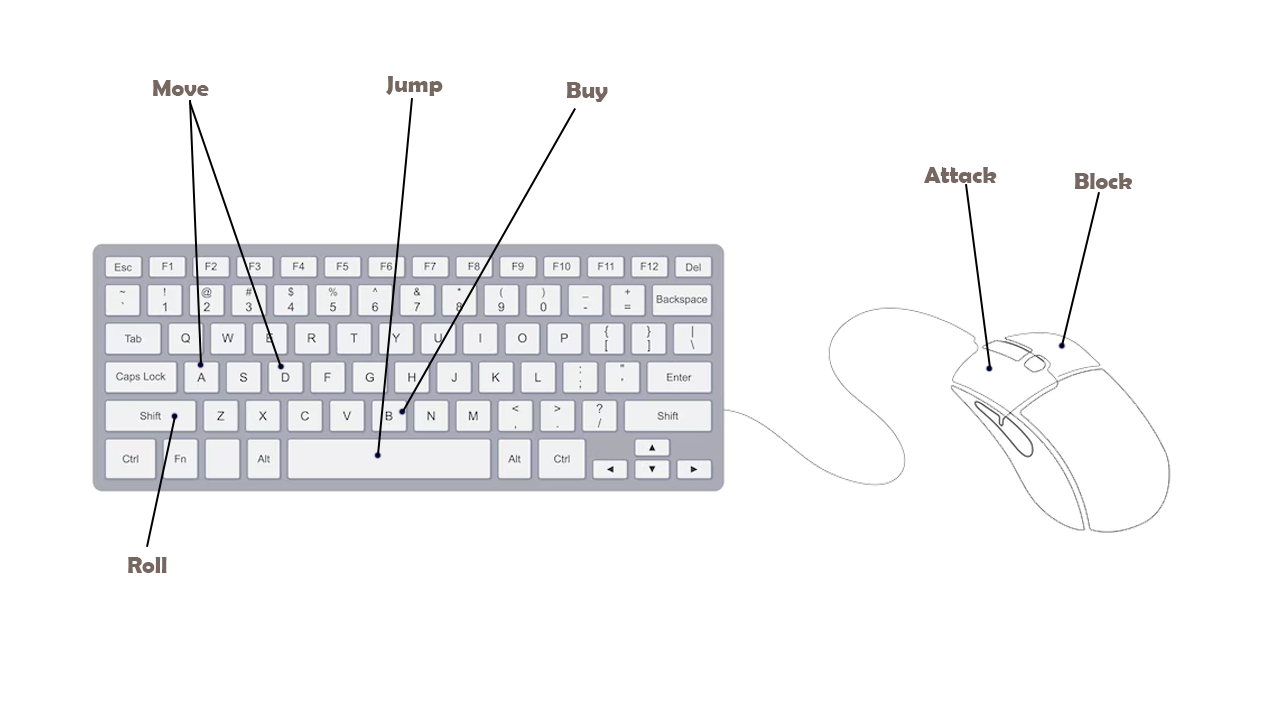 Move Jump Buy
Attack Block
Esc F1 F2 F3 F4 F5 F6 F7 F8 F9 F10 F11 F12 Del
~ ! @ # $ % ^ & * ( ) _ + Backspace
` 1 2 3 4 5 6 7 8 9 0 - =
Tab Q W E R T Y U I O P { } |
[ ] \
Caps Lock A S D F G H J K L : " Enter
; '
Shift Z X C V B N M < > ? Shift
, . /
Ctrl Fn Alt Alt Ctrl ▲
◄ ▼ ►
Roll